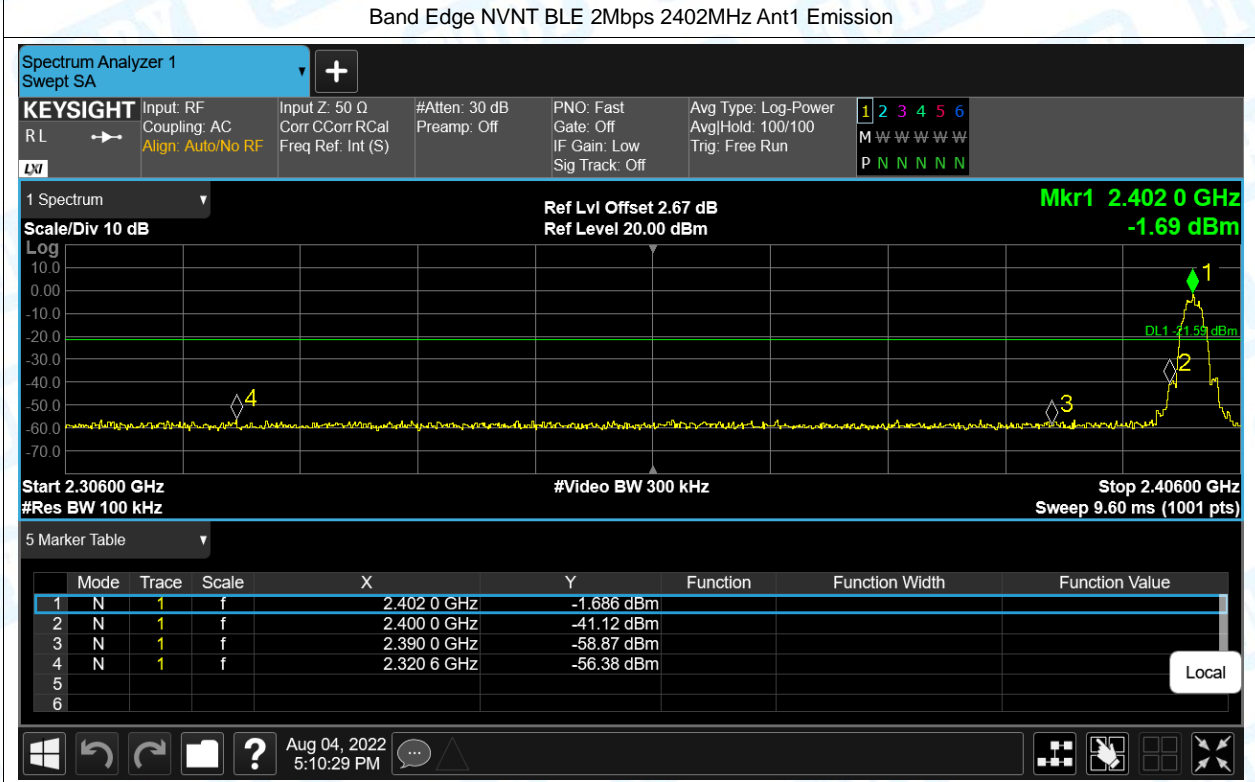 Band Edge NVNT BLE 2Mbps 2402MHz Ant1 Emission
Spectrum Analyzer 1
Swept SA
+
KEYSIGHT
R L
LXI
Input: RF
Coupling: AC
Align: Auto/No RF
Input Z: 50 Ω
Corr CCorr RCal
Freq Ref: Int (S)
#Atten: 30 dB
Preamp: Off
PNO: Fast
Gate: Off
IF Gain: Low
Sig Track: Off
Avg Type: Log-Power
Avg|Hold: 100/100
Trig: Free Run
1 2 3 4 5 6
M W W W W W
P N N N N N
1 Spectrum
Scale/Div 10 dB
Ref Lvl Offset 2.67 dB
Ref Level 20.00 dBm
Mkr1 2.402 0 GHz
-1.69 dBm
Log
10.0
0.00
-10.0
-20.0
-30.0
-40.0
-50.0
-60.0
-70.0
1
DL1 -21.59 dBm
2
3
4
Start 2.30600 GHz
#Video BW 300 kHz
Stop 2.40600 GHz
#Res BW 100 kHz
Sweep 9.60 ms (1001 pts)
5 Marker Table
Mode Trace Scale X Y Function Function Width Function Value
1 N 1 f 2.402 0 GHz -1.686 dBm
2 N 1 f 2.400 0 GHz -41.12 dBm
3 N 1 f 2.390 0 GHz -58.87 dBm
4 N 1 f 2.320 6 GHz -56.38 dBm
5
6
Local
?
Aug 04, 2022
5:10:29 PM